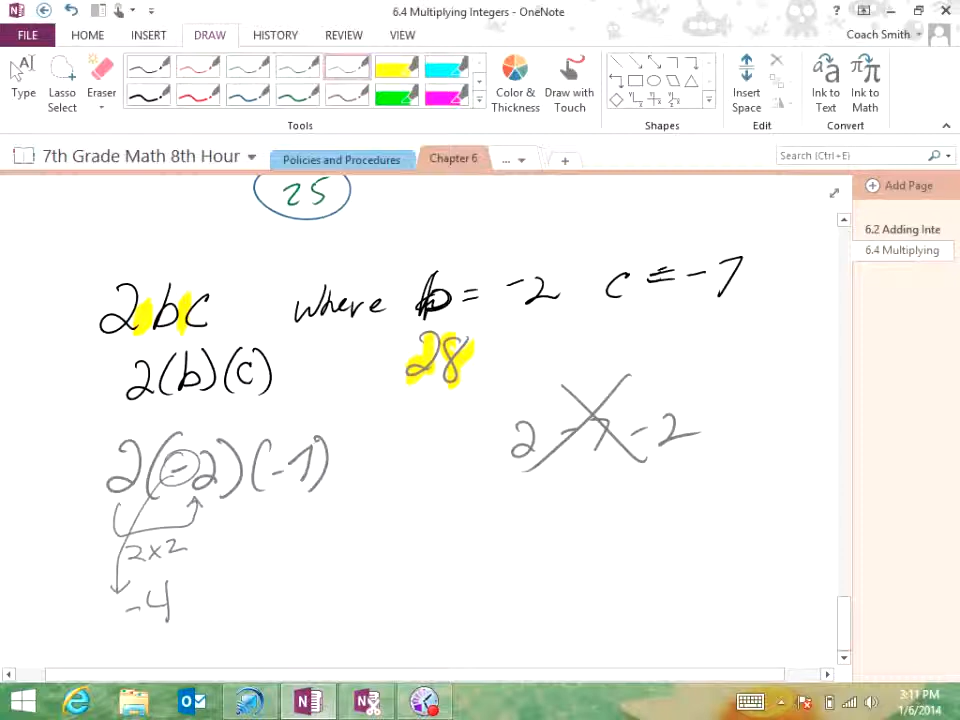 6.4 Multiplying Integers - OneNote
?
FILE HOME INSERT DRAW HISTORY REVIEW VIEW
Coach Smith
Type
Lasso Select
Eraser
Color & Thickness
Draw with Touch
Insert Space
Ink to Text
Ink to Math
Tools Shapes Edit Convert
7th Grade Math 8th Hour
Policies and Procedures
Chapter 6
...
+
Search (Ctrl+E)
Add Page
6.2 Adding Inte
6.4 Multiplying
25
2bc where b = -2 c = -7
28
2(b)(c)
2 -7 -2
2(-2)(-7)
2x2
-4
3:11 PM
1/6/2014